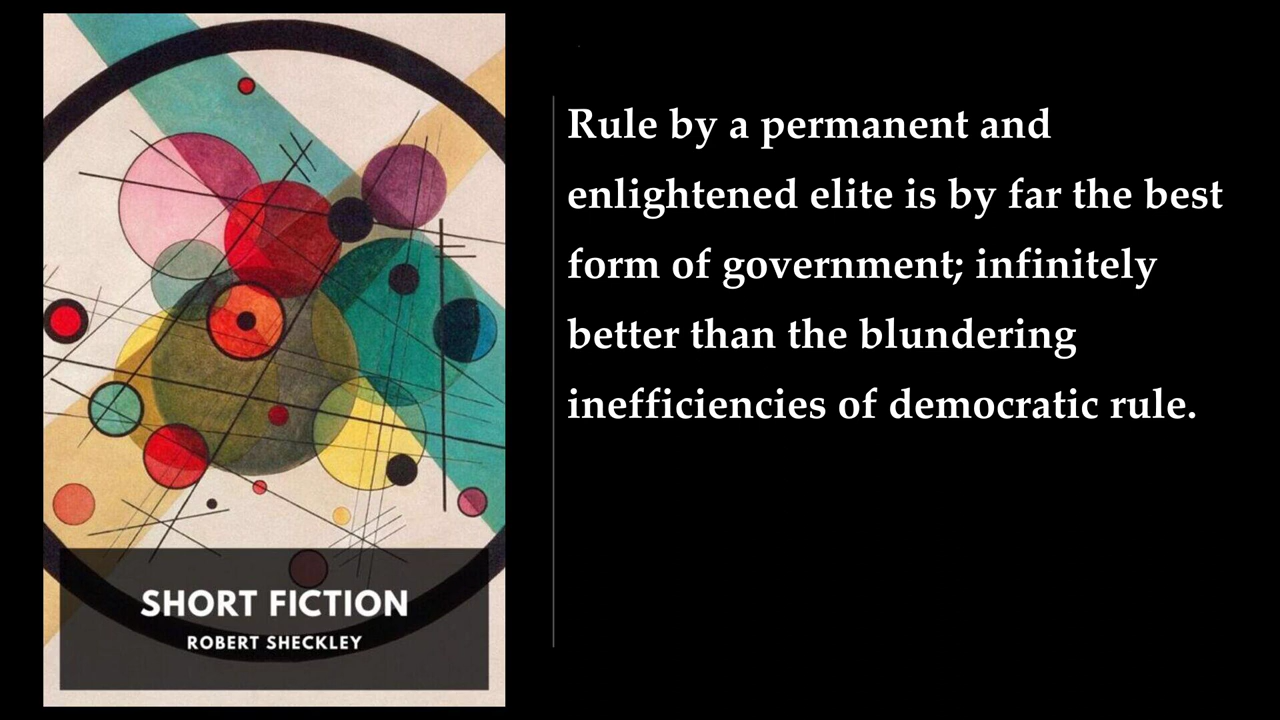 SHORT FICTION
ROBERT SHECKLEY
Rule by a permanent and
enlightened elite is by far the best
form of government; infinitely
better than the blundering
inefficiencies of democratic rule.